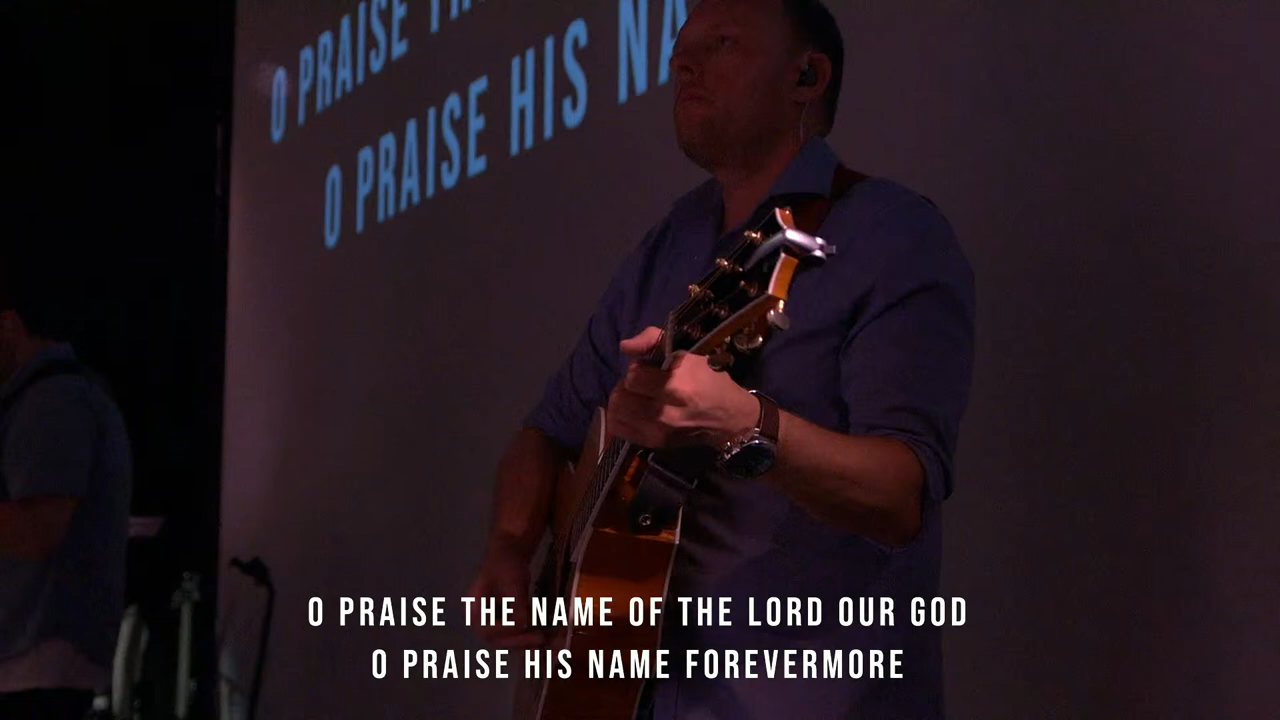 O PRAISE
O PRAISE HIS
O PRAISE THE NAME OF THE LORD OUR GOD
O PRAISE HIS NAME FOREVERMORE